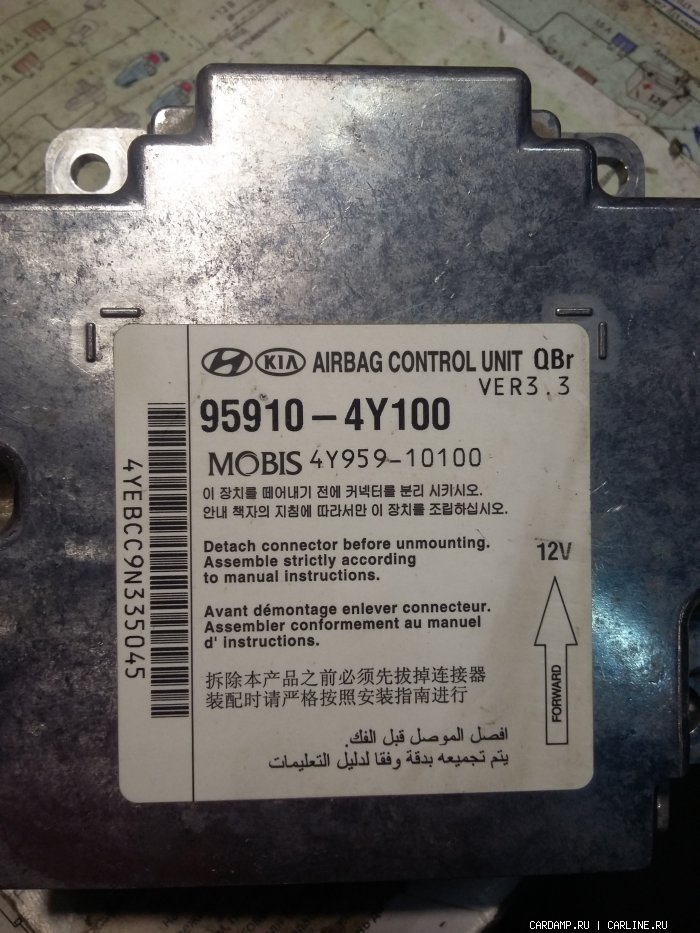 KIA AIRBAG CONTROL UNIT QBr
VER3.3
95910-4Y100
MOBIS 4Y959-10100
이 장치를 떼어내기 전에 커넥터를 분리 시키시오.
안내 책자의 지침에 따라서만 이 장치를 조립하십시오.
Detach connector before unmounting.
Assemble strictly according
to manual instructions.
Avant démontage enlever connecteur.
Assembler conformement au manuel
d' instructions.
拆除本产品之前必须先拔掉连接器
装配时请严格按照安装指南进行
افصل الموصل قبل الفك.
يتم تجميعه بدقة وفقا لدليل التعليمات
12V
FORWARD
4YEBCC9N335045
CARDAMP.RU | CARLINE.RU